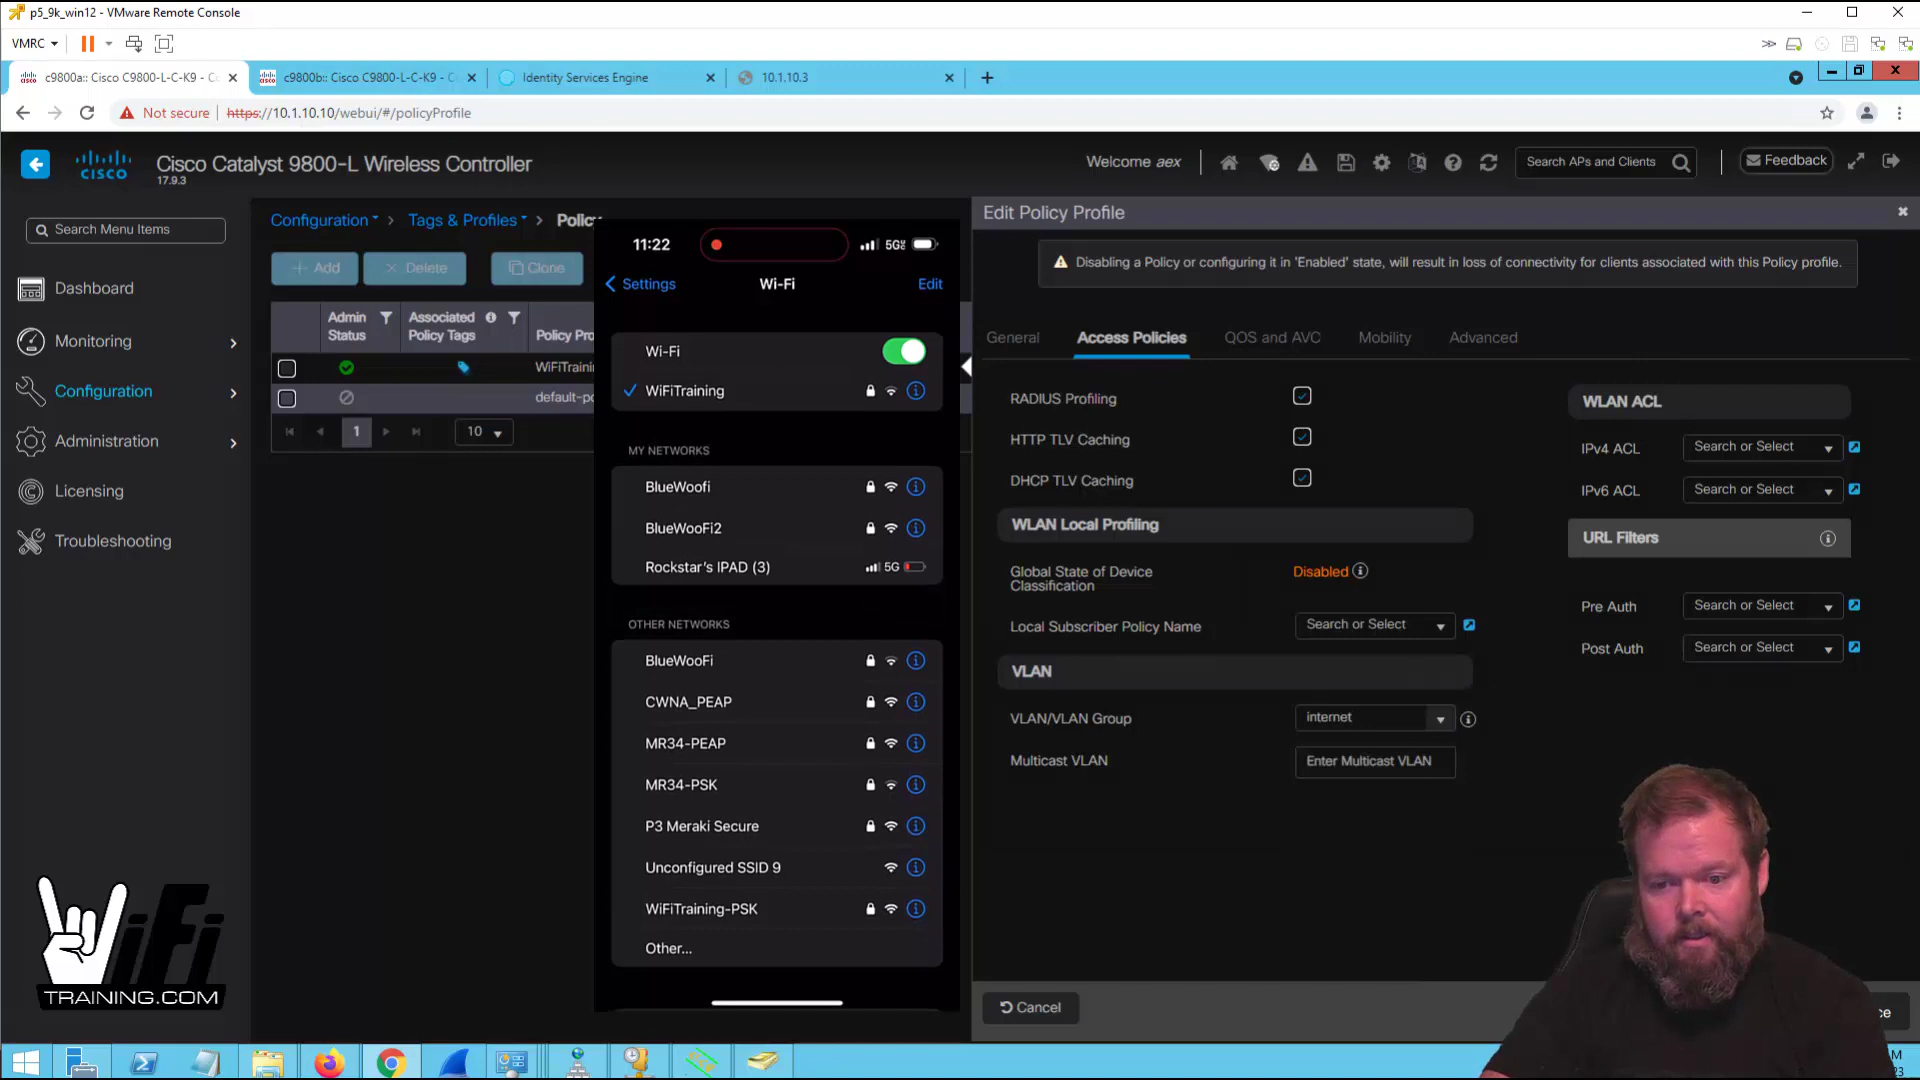 p5_9k_win12 - VMware Remote Console
VMRC
c9800a:: Cisco C9800-L-C-K9 - Co
c9800b:: Cisco C9800-L-C-K9 - C
Identity Services Engine
10.1.10.3
Not secure
https://10.1.10.10/webui/#/policyProfile
Cisco Catalyst 9800-L Wireless Controller
CISCO
17.9.3
Welcome aex
Search APs and Clients
Feedback
Search Menu Items
Dashboard
Monitoring
Configuration
Administration
Licensing
Troubleshooting
WiFi
TRAINING.COM
Configuration > Tags & Profiles > Policy
Add
Delete
Clone
Admin Status
Associated Policy Tags
Policy Pro
WiFiTraini
default-po
1
10
11:22
5G
Settings
Wi-Fi
Edit
Wi-Fi
WiFiTraining
MY NETWORKS
BlueWoofi
BlueWooFi2
Rockstar's IPAD (3)
5G
OTHER NETWORKS
BlueWooFi
CWNA_PEAP
MR34-PEAP
MR34-PSK
P3 Meraki Secure
Unconfigured SSID 9
WiFiTraining-PSK
Other...
Edit Policy Profile
Disabling a Policy or configuring it in 'Enabled' state, will result in loss of connectivity for clients associated with this Policy profile.
General
Access Policies
QOS and AVC
Mobility
Advanced
RADIUS Profiling
HTTP TLV Caching
DHCP TLV Caching
WLAN Local Profiling
Global State of Device Classification
Disabled
Local Subscriber Policy Name
Search or Select
VLAN
VLAN/VLAN Group
internet
Multicast VLAN
Enter Multicast VLAN
WLAN ACL
IPv4 ACL
Search or Select
IPv6 ACL
Search or Select
URL Filters
Pre Auth
Search or Select
Post Auth
Search or Select
Cancel
ce